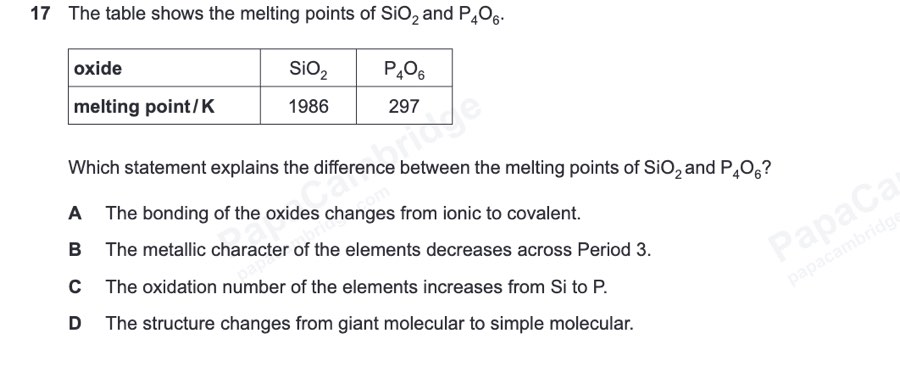 17 The table shows the melting points of SiO₂ and P₄O₆.
oxide SiO₂ P₄O₆
melting point/K 1986 297
Which statement explains the difference between the melting points of SiO₂ and P₄O₆?
A The bonding of the oxides changes from ionic to covalent.
B The metallic character of the elements decreases across Period 3.
C The oxidation number of the elements increases from Si to P.
D The structure changes from giant molecular to simple molecular.
PapaCambridge
PapaCa
papacambridge